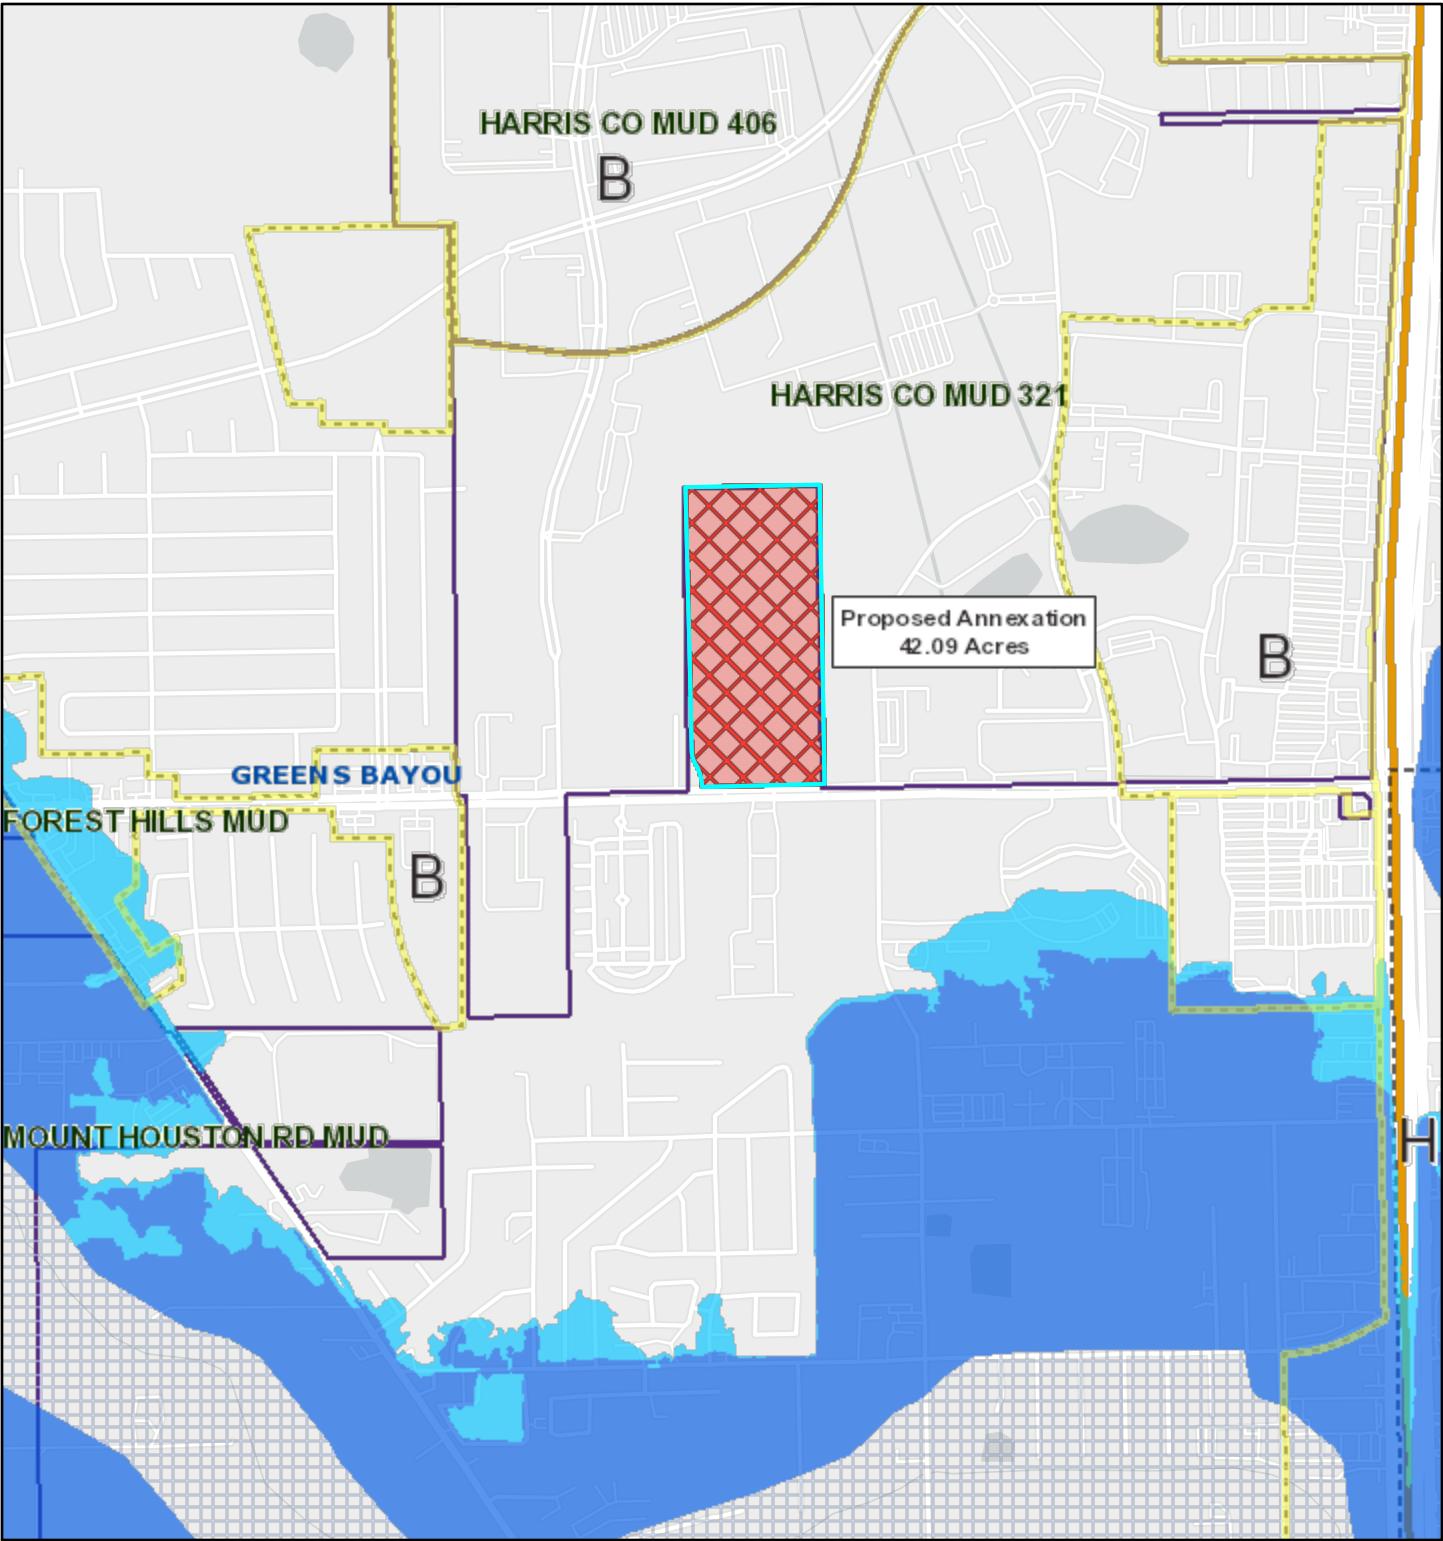 HARRIS CO MUD 406
B
HARRIS CO MUD 321
Proposed Annexation
42.09 Acres
B
GREENS BAYOU
FOREST HILLS MUD
B
MOUNT HOUSTON RD MUD
H